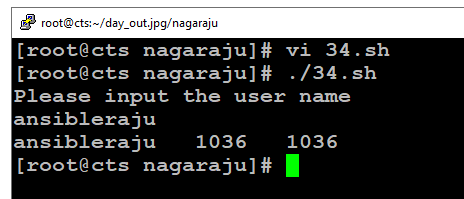 root@cts:~/day_out.jpg/nagaraju
[root@cts nagaraju]# vi 34.sh
[root@cts nagaraju]# ./34.sh
Please input the user name
ansibleraju
ansibleraju   1036   1036
[root@cts nagaraju]#